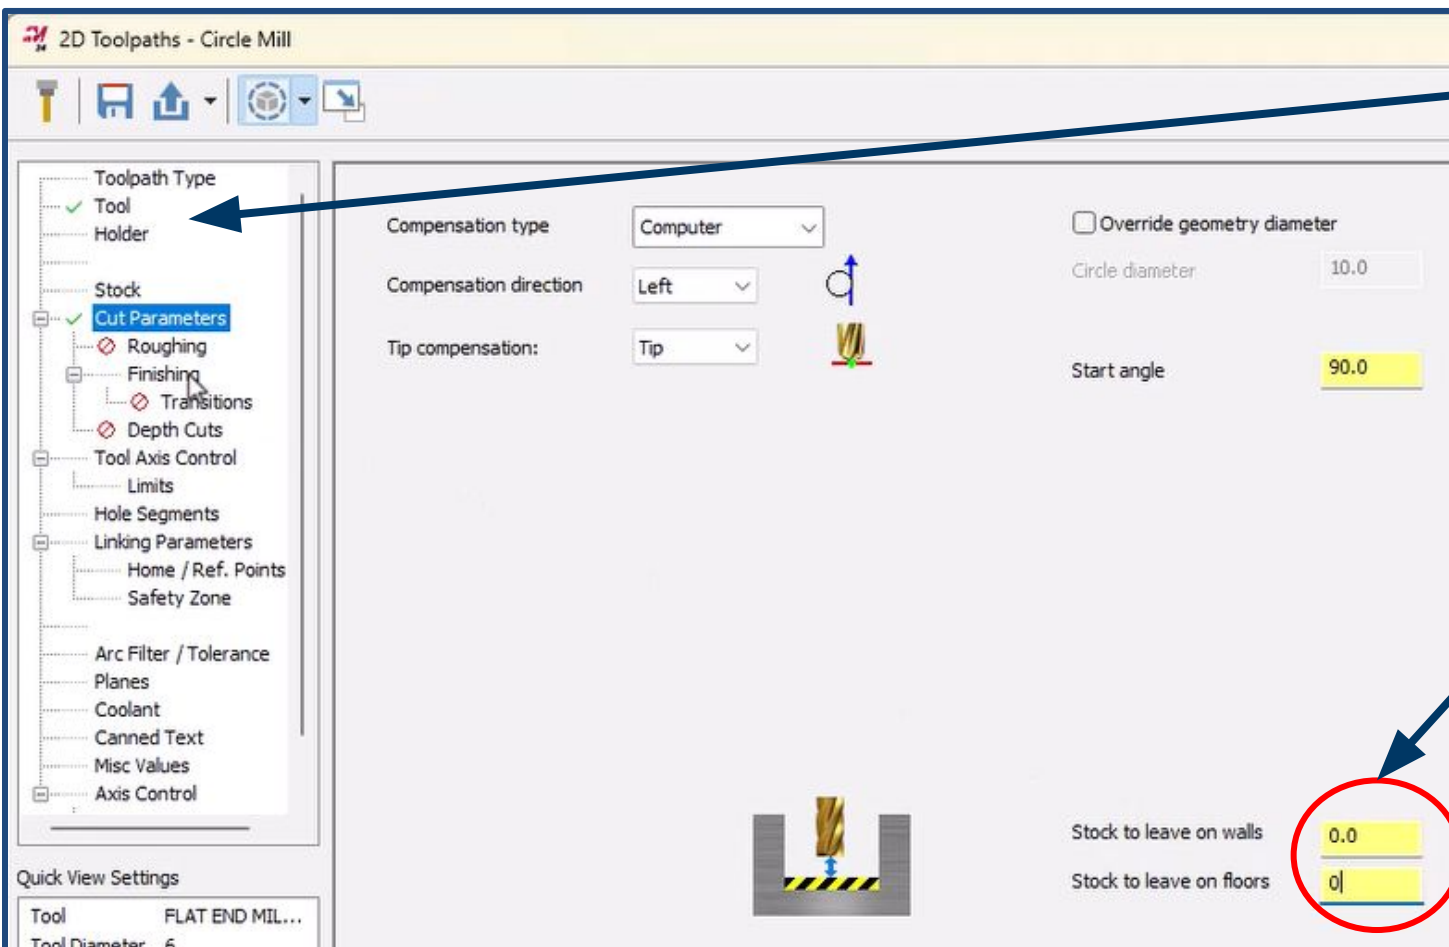 2D Toolpaths - Circle Mill
Toolpath Type
Tool
Holder
Stock
Cut Parameters
Roughing
Finishing
Transitions
Depth Cuts
Tool Axis Control
Limits
Hole Segments
Linking Parameters
Home / Ref. Points
Safety Zone
Arc Filter / Tolerance
Planes
Coolant
Canned Text
Misc Values
Axis Control
Quick View Settings
Tool FLAT END MIL...
Tool Diameter 6
Compensation type Computer
Compensation direction Left
Tip compensation: Tip
Override geometry diameter
Circle diameter 10.0
Start angle 90.0
Stock to leave on walls 0.0
Stock to leave on floors 0